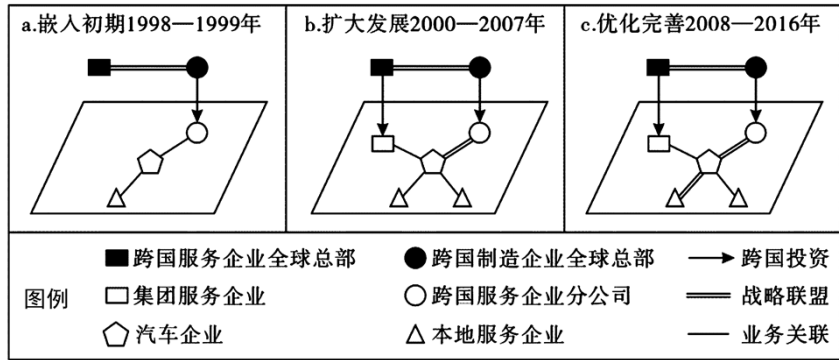 a.嵌入初期1998—1999年
b.扩大发展2000—2007年
c.优化完善2008—2016年
图例
跨国服务企业全球总部
跨国制造企业全球总部
跨国投资
集团服务企业
跨国服务企业分公司
战略联盟
汽车企业
本地服务企业
业务关联